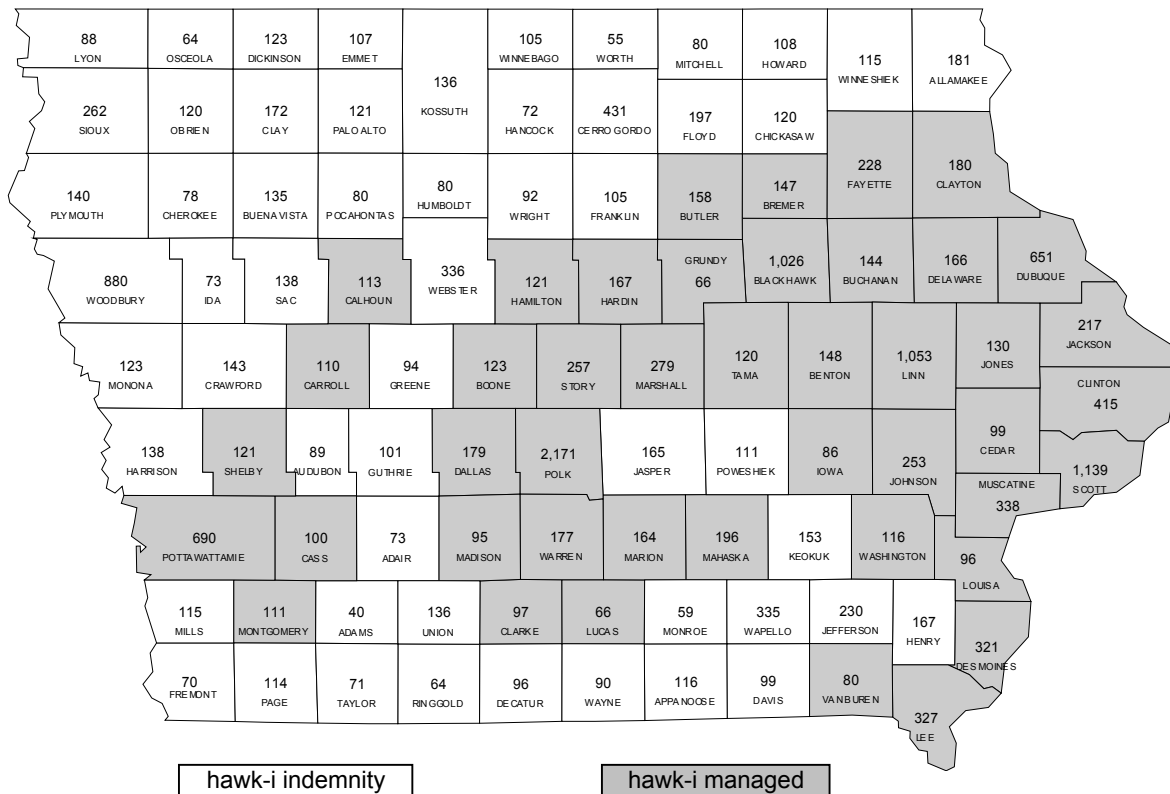 88
LYON
64
OSCEOLA
123
DICKINSON
107
EMMET
136
KOSSUTH
105
WINNEBAGO
55
WORTH
80
MITCHELL
108
HOWARD
115
WINNESHIEK
181
ALLAMAKEE
262
SIOUX
120
O'BRIEN
172
CLAY
121
PALO ALTO
72
HANCOCK
431
CERRO GORDO
197
FLOYD
120
CHICKASAW
228
FAYETTE
180
CLAYTON
140
PLYMOUTH
78
CHEROKEE
135
BUENA VISTA
80
POCAHONTAS
80
HUMBOLDT
92
WRIGHT
105
FRANKLIN
158
BUTLER
147
BREMER
880
WOODBURY
73
IDA
138
SAC
113
CALHOUN
336
WEBSTER
121
HAMILTON
167
HARDIN
GRUNDY
66
1,026
BLACKHAWK
144
BUCHANAN
166
DELAWARE
651
DUBUQUE
123
MONONA
143
CRAWFORD
110
CARROLL
94
GREENE
123
BOONE
257
STORY
279
MARSHALL
120
TAMA
148
BENTON
1,053
LINN
130
JONES
217
JACKSON
CLINTON
415
138
HARRISON
121
SHELBY
89
AUDUBON
101
GUTHRIE
179
DALLAS
2,171
POLK
165
JASPER
111
POWESHIEK
86
IOWA
253
JOHNSON
99
CEDAR
MUSCATINE
338
1,139
SCOTT
690
POTTAWATTAMIE
100
CASS
73
ADAIR
95
MADISON
177
WARREN
164
MARION
196
MAHASKA
153
KEOKUK
116
WASHINGTON
96
LOUISA
115
MILLS
111
MONTGOMERY
40
ADAMS
136
UNION
97
CLARKE
66
LUCAS
59
MONROE
335
WAPELLO
230
JEFFERSON
167
HENRY
321
DES MOINES
70
FREMONT
114
PAGE
71
TAYLOR
64
RINGGOLD
96
DECATUR
90
WAYNE
116
APPANOOSE
99
DAVIS
80
VAN BUREN
327
LEE
hawk-i indemnity
hawk-i managed